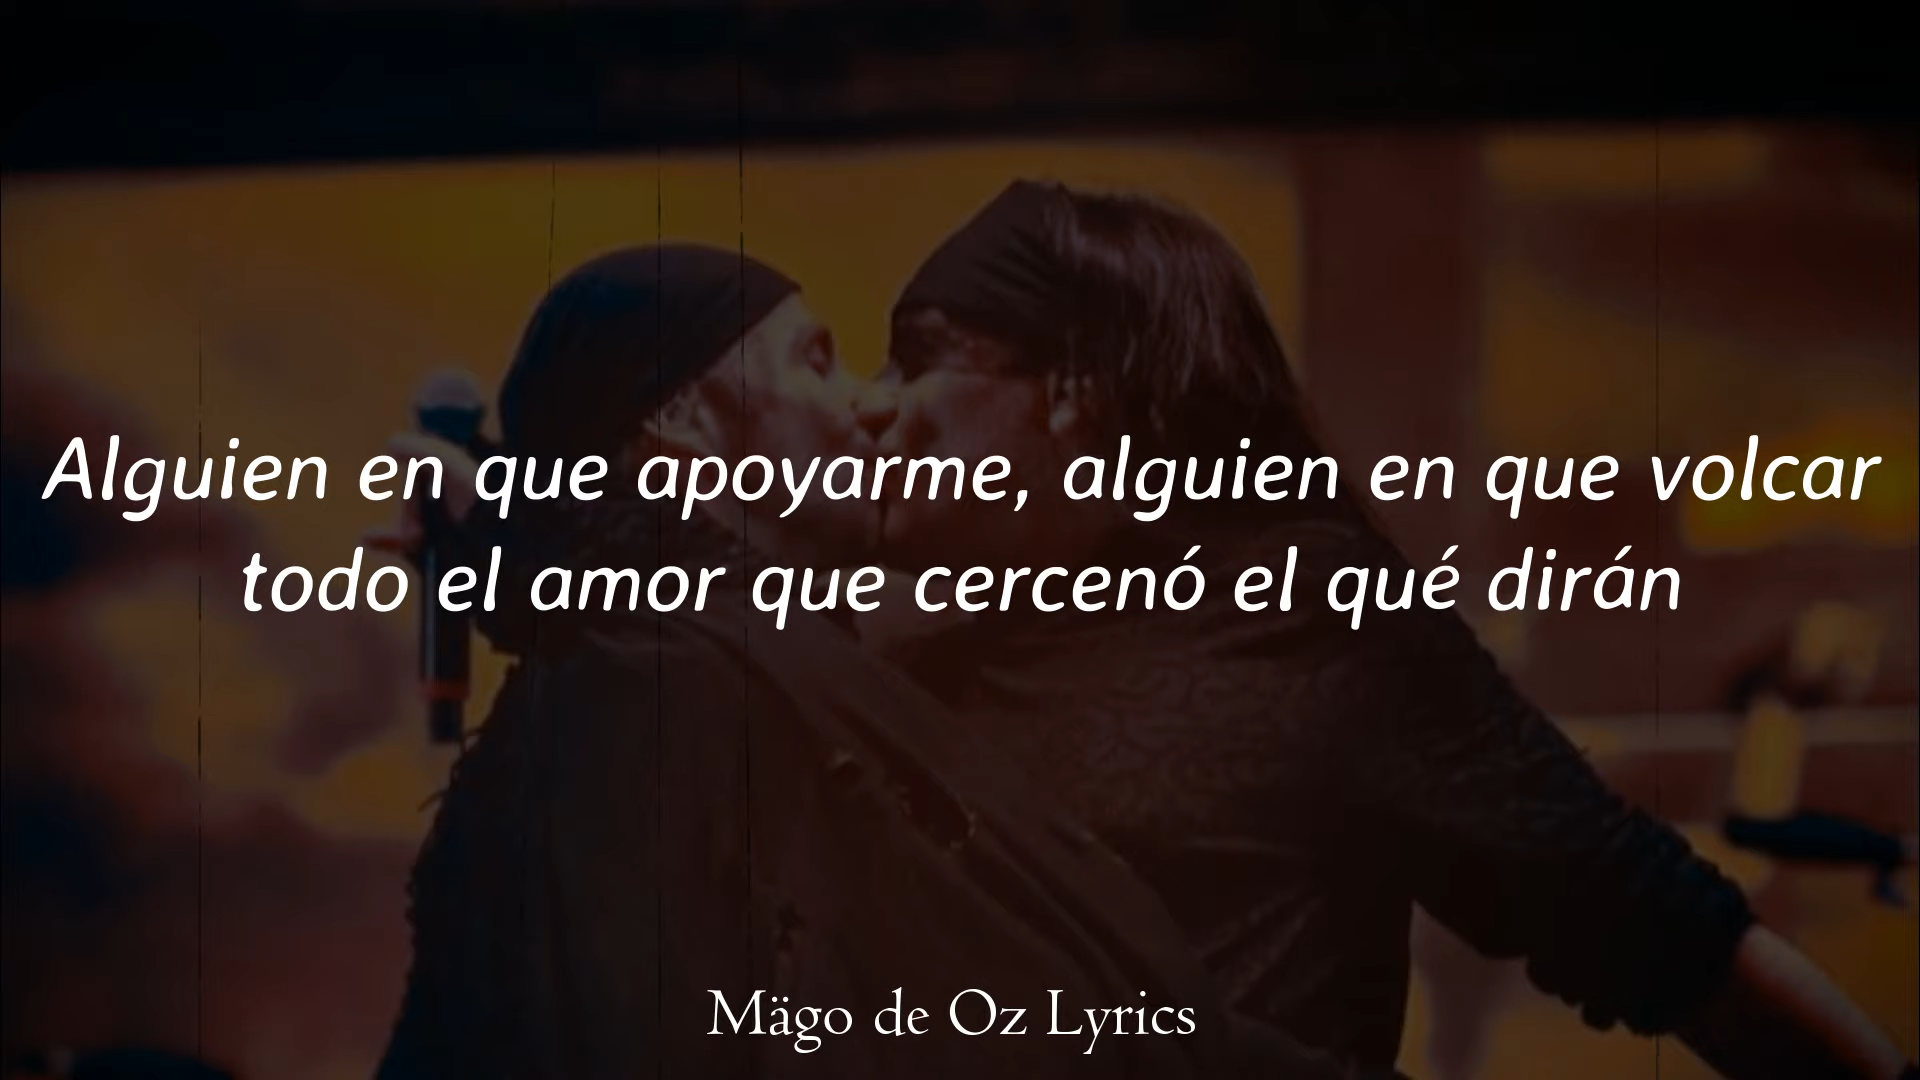 Alguien en que apoyarme, alguien en que volcar
todo el amor que cercenó el qué dirán
Mägo de Oz Lyrics